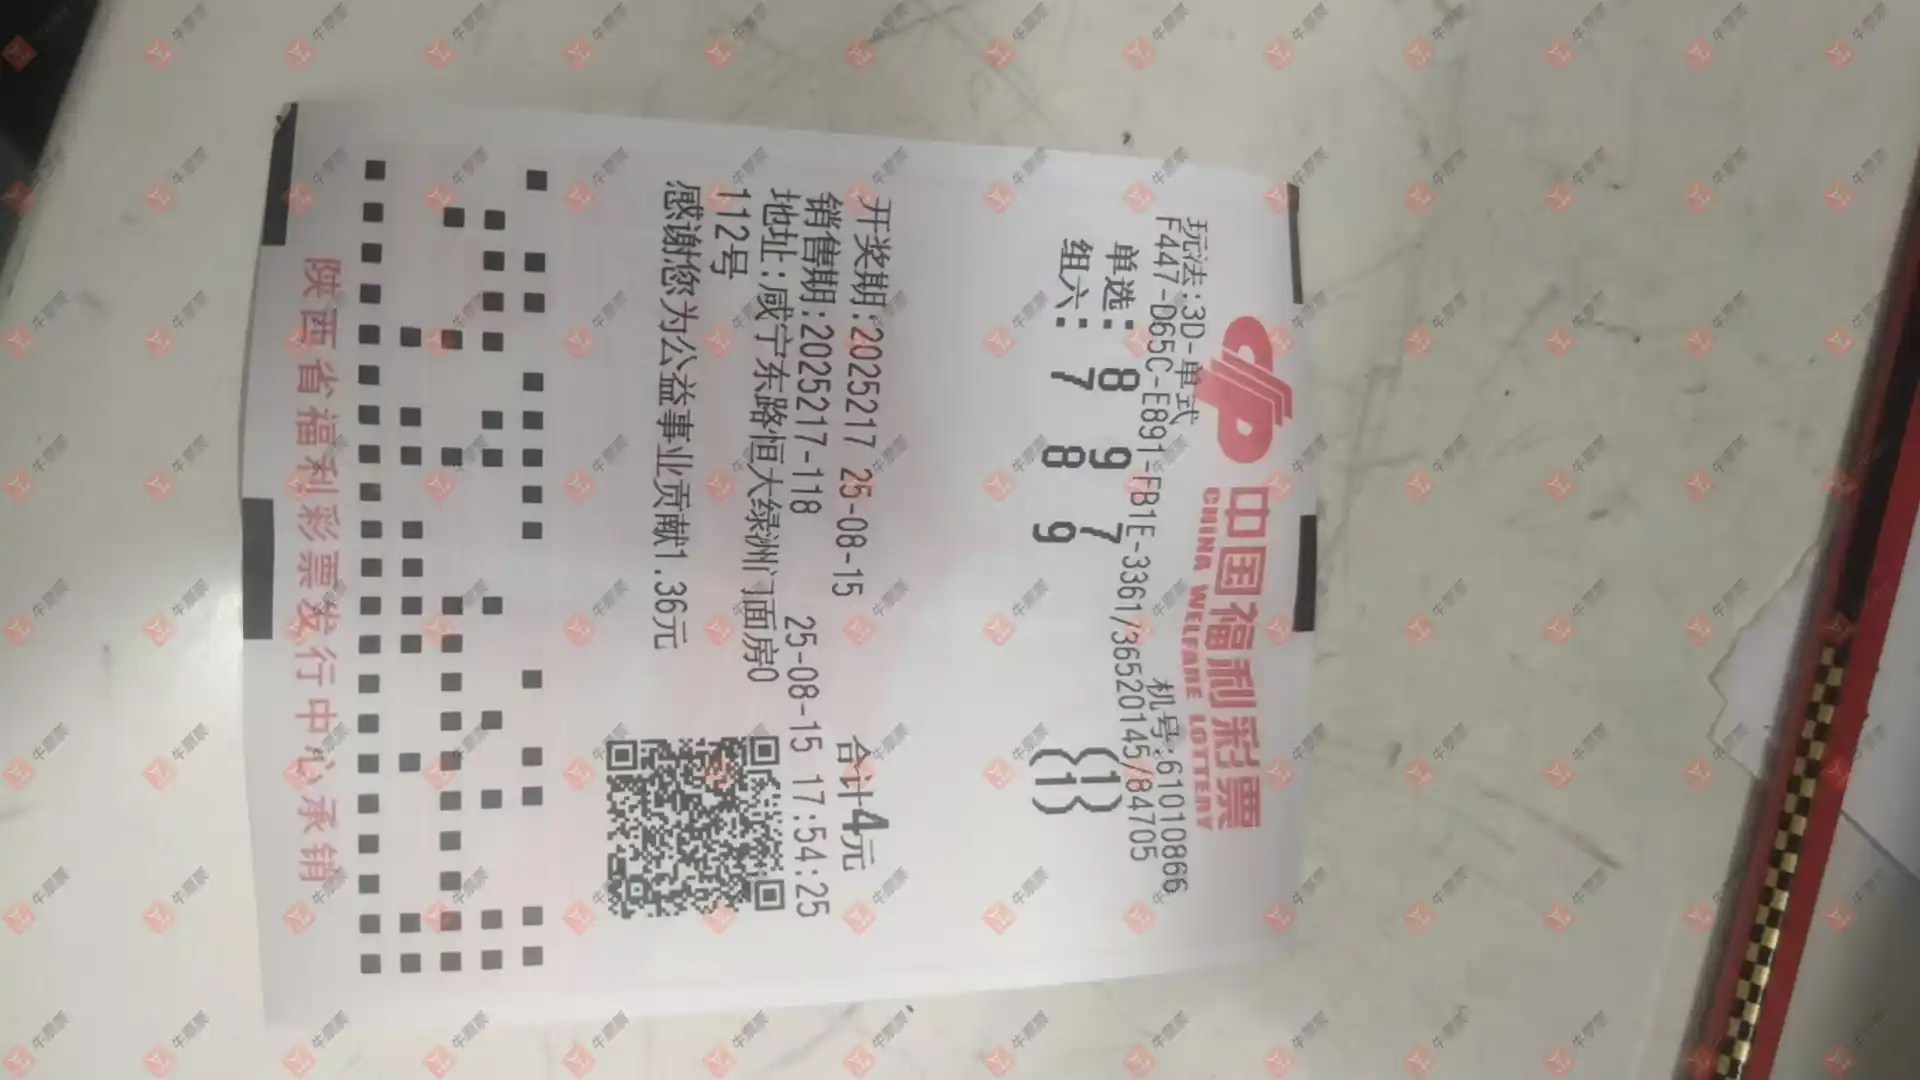 中国福利彩票
CHINA WELFARE LOTTERY
玩法:3D-单式 机号:61010866
F447-D65C-E891-FB1E-3361/36520145/84705
单选: 8 9 7 (1)
组六: 7 8 9 (1)
开奖期:2025217 25-08-15 合计4元
销售期:2025217-118 25-08-15 17:54:25
地址:咸宁东路恒大绿洲门面房0
112号
感谢您为公益事业贡献1.36元
陕西省福利彩票发行中心承销